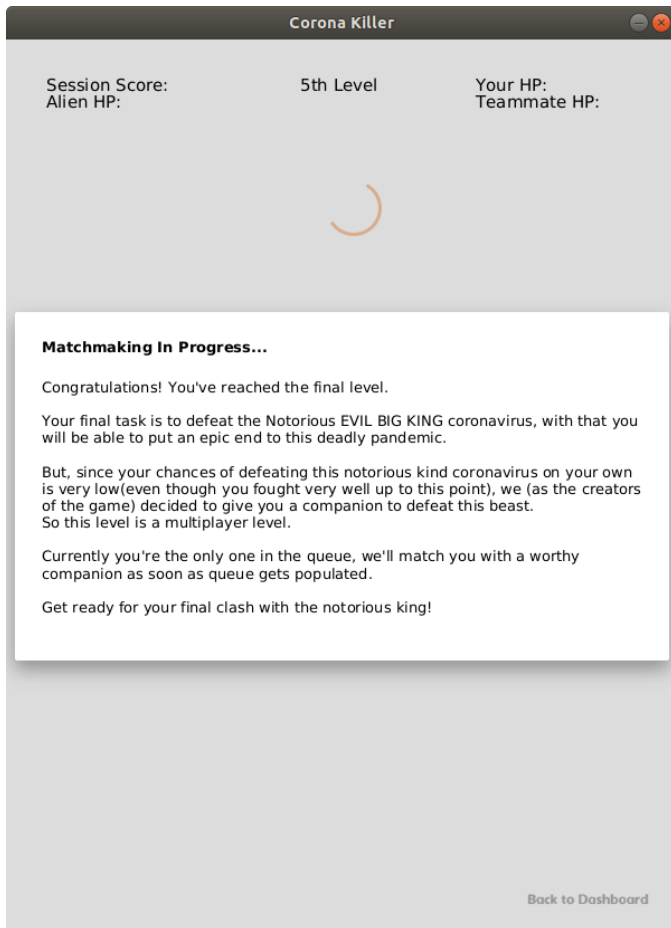 Corona Killer
Session Score:
5th Level
Your HP:
Alien HP:
Teammate HP:
Matchmaking In Progress...
Congratulations! You've reached the final level.
Your final task is to defeat the Notorious EVIL BIG KING coronavirus, with that you
will be able to put an epic end to this deadly pandemic.
But, since your chances of defeating this notorious kind coronavirus on your own
is very low(even though you fought very well up to this point), we (as the creators
of the game) decided to give you a companion to defeat this beast.
So this level is a multiplayer level.
Currently you're the only one in the queue, we'll match you with a worthy
companion as soon as queue gets populated.
Get ready for your final clash with the notorious king!
Back to Dashboard